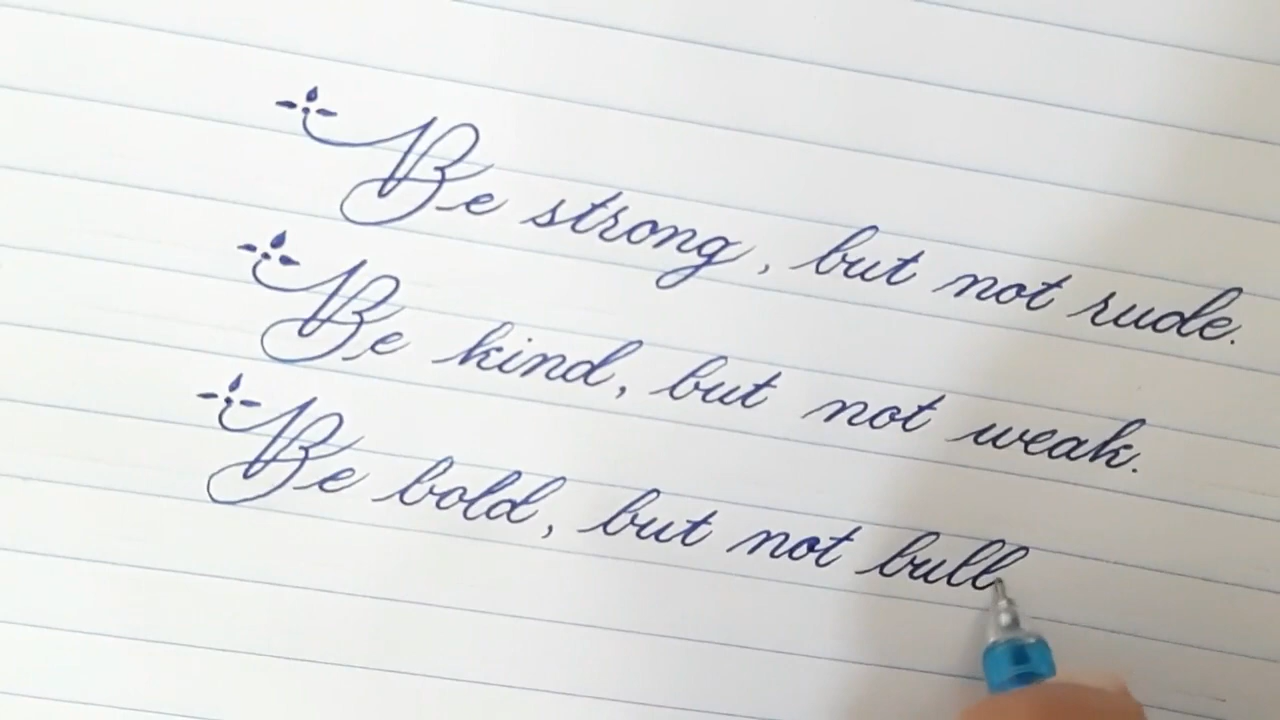 Be strong, but not rude.
Be kind, but not weak.
Be bold, but not bull